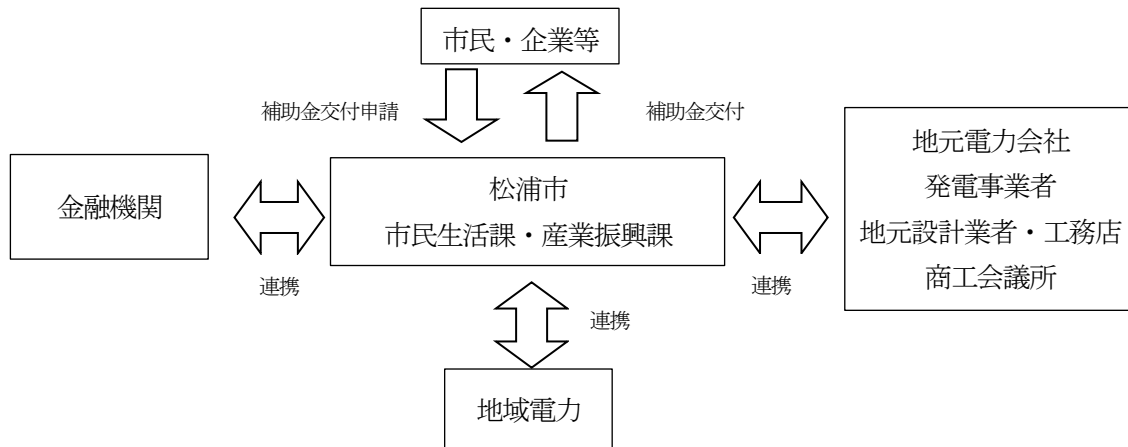 市民・企業等
補助金交付申請
補助金交付
金融機関
連携
松浦市
市民生活課・産業振興課
連携
地元電力会社
発電事業者
地元設計業者・工務店
商工会議所
連携
地域電力